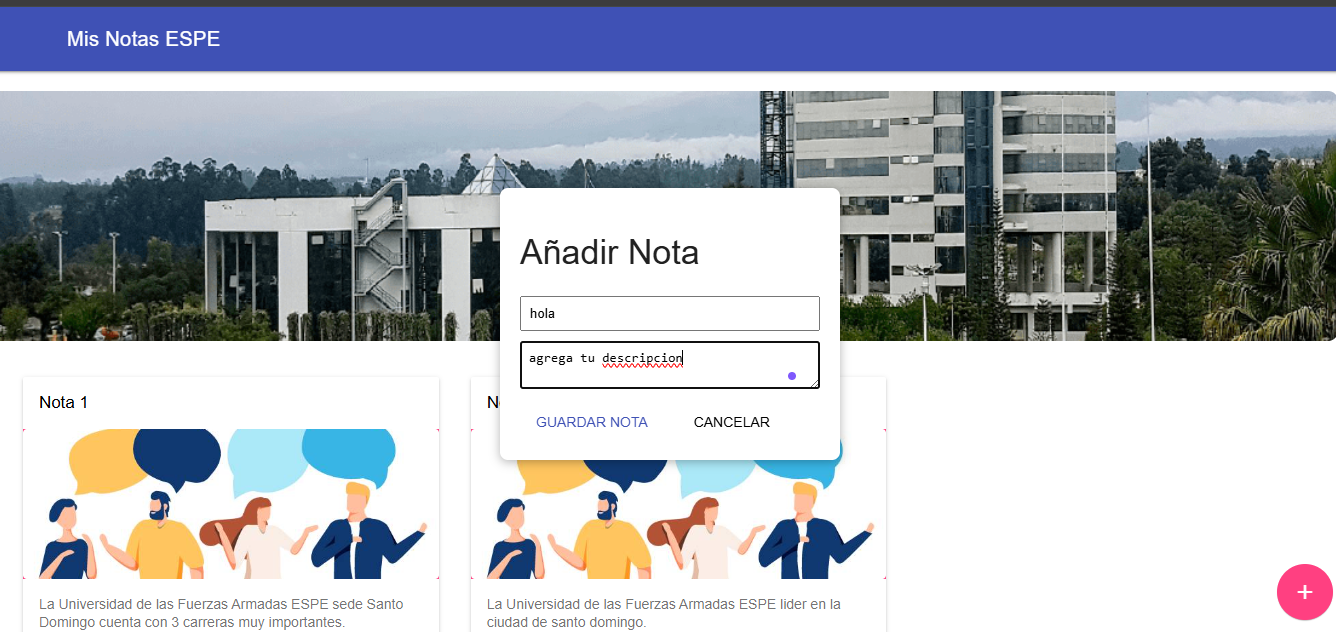 Mis Notas ESPE
Añadir Nota
hola
agrega tu descripcion
GUARDAR NOTA CANCELAR
Nota 1
La Universidad de las Fuerzas Armadas ESPE sede Santo
Domingo cuenta con 3 carreras muy importantes.
La Universidad de las Fuerzas Armadas ESPE lider en la
ciudad de santo domingo.
+